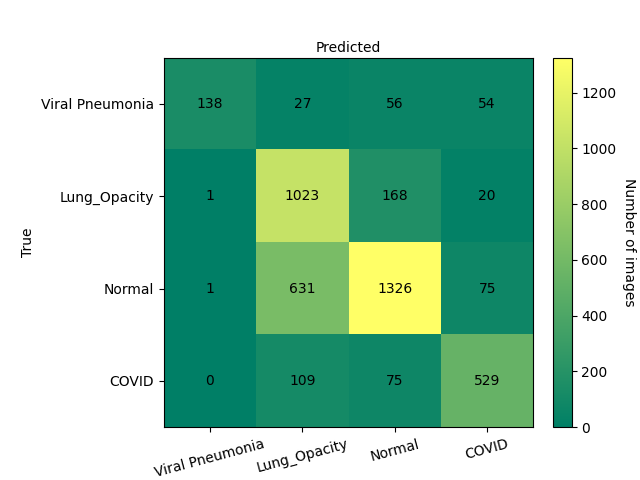 Predicted
True
Viral Pneumonia 138 27 56 54
Lung_Opacity 1 1023 168 20
Normal 1 631 1326 75
COVID 0 109 75 529
Viral Pneumonia Lung_Opacity Normal COVID
1200
1000
800
600
400
200
0
Number of images